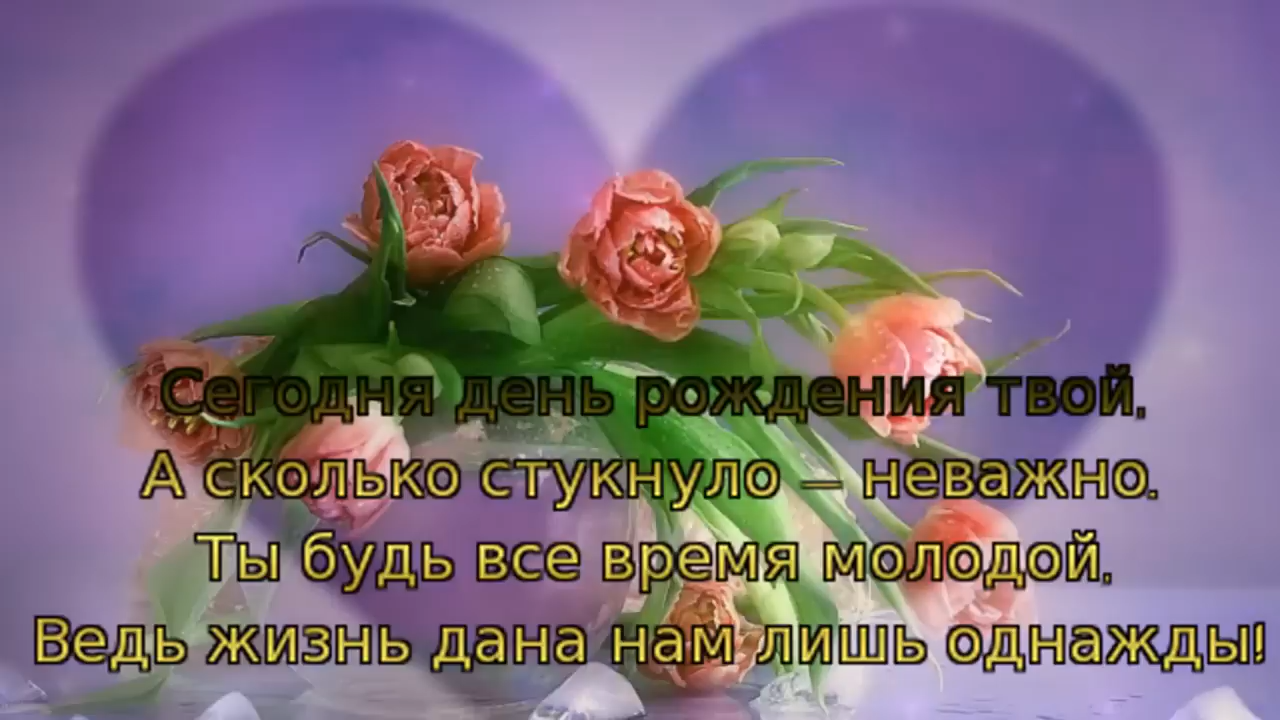 Сегодня день рождения твой,
А сколько стукнуло – неважно.
Ты будь все время молодой,
Ведь жизнь дана нам лишь однажды!